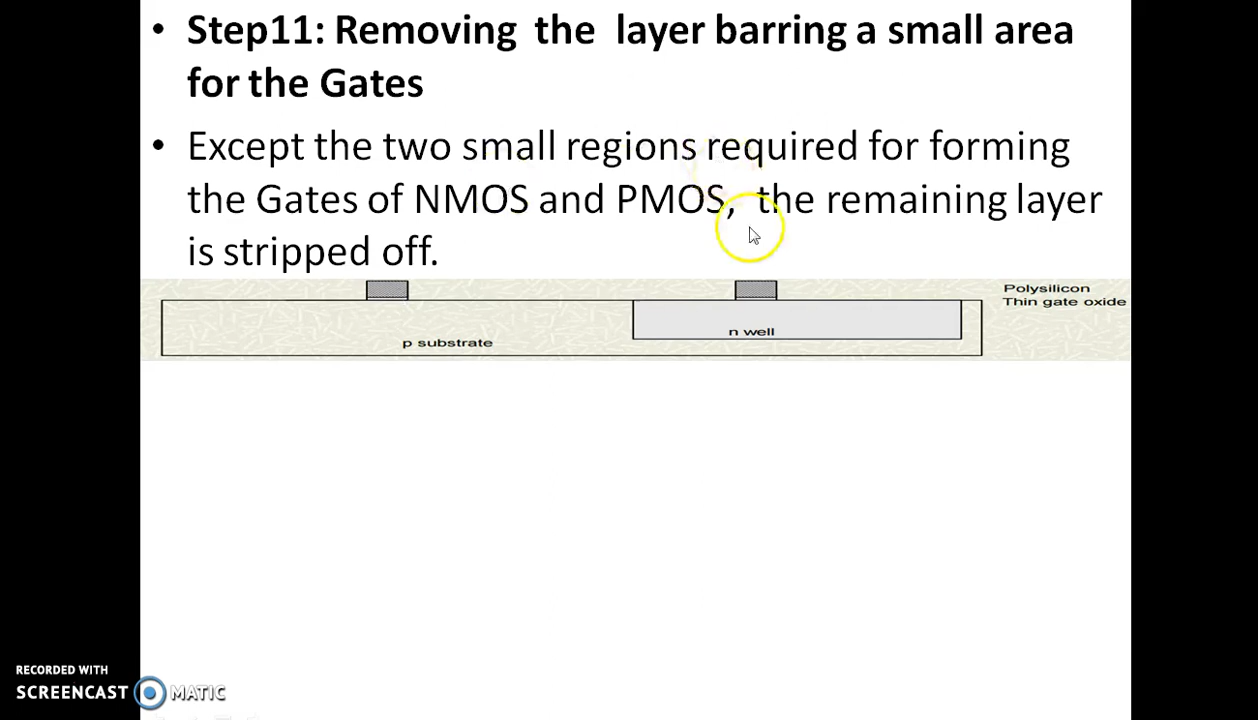 • Step11: Removing the layer barring a small area
for the Gates
• Except the two small regions required for forming
the Gates of NMOS and PMOS, the remaining layer
is stripped off.
Polysilicon
Thin gate oxide
n well
p substrate
RECORDED WITH
SCREENCAST MATIC